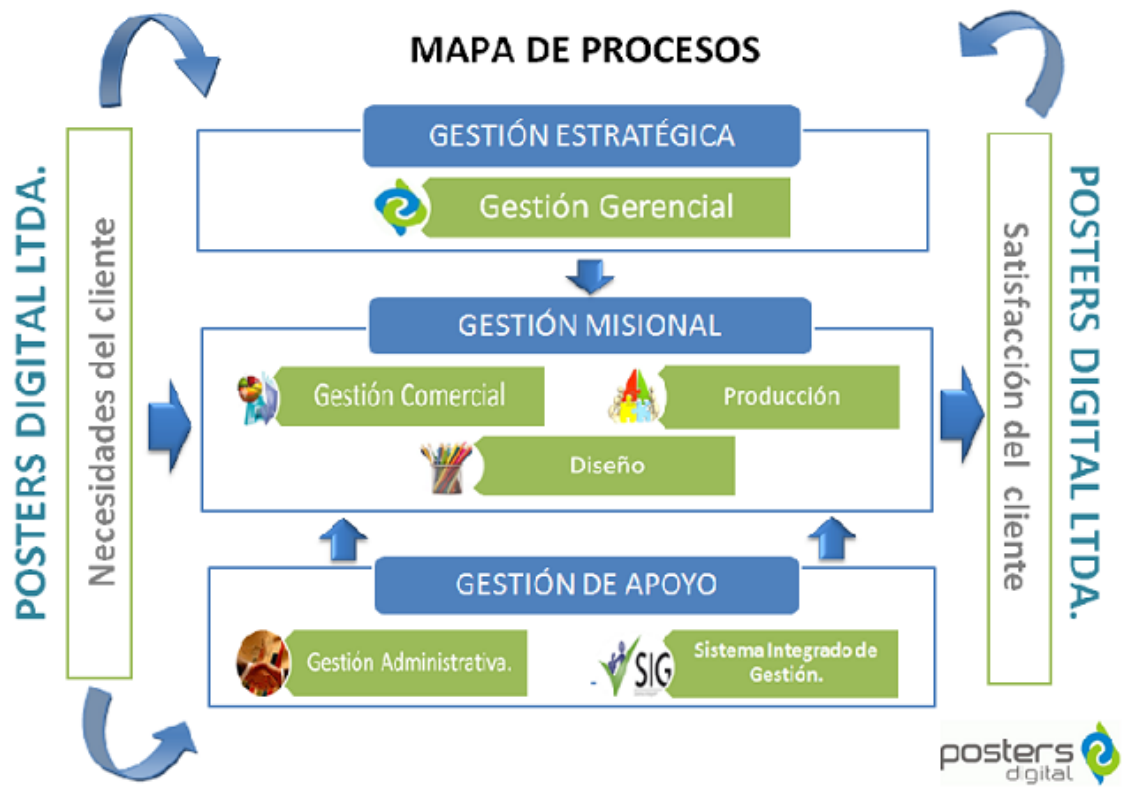 MAPA DE PROCESOS
POSTERS DIGITAL LTDA.
Necesidades del cliente
GESTIÓN ESTRATÉGICA
Gestión Gerencial
GESTIÓN MISIONAL
Gestión Comercial
Producción
Diseño
GESTIÓN DE APOYO
Gestión Administrativa.
SIG
Sistema Integrado de
Gestión.
Satisfacción del cliente
POSTERS DIGITAL LTDA.
posters
digital